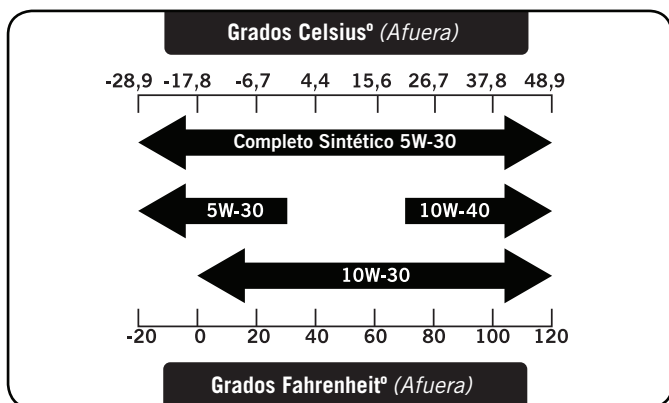 Grados Celsiusº (Afuera)
-28,9 -17,8 -6,7 4,4 15,6 26,7 37,8 48,9
Completo Sintético 5W-30
5W-30 10W-40
10W-30
-20 0 20 40 60 80 100 120
Grados Fahrenheitº (Afuera)